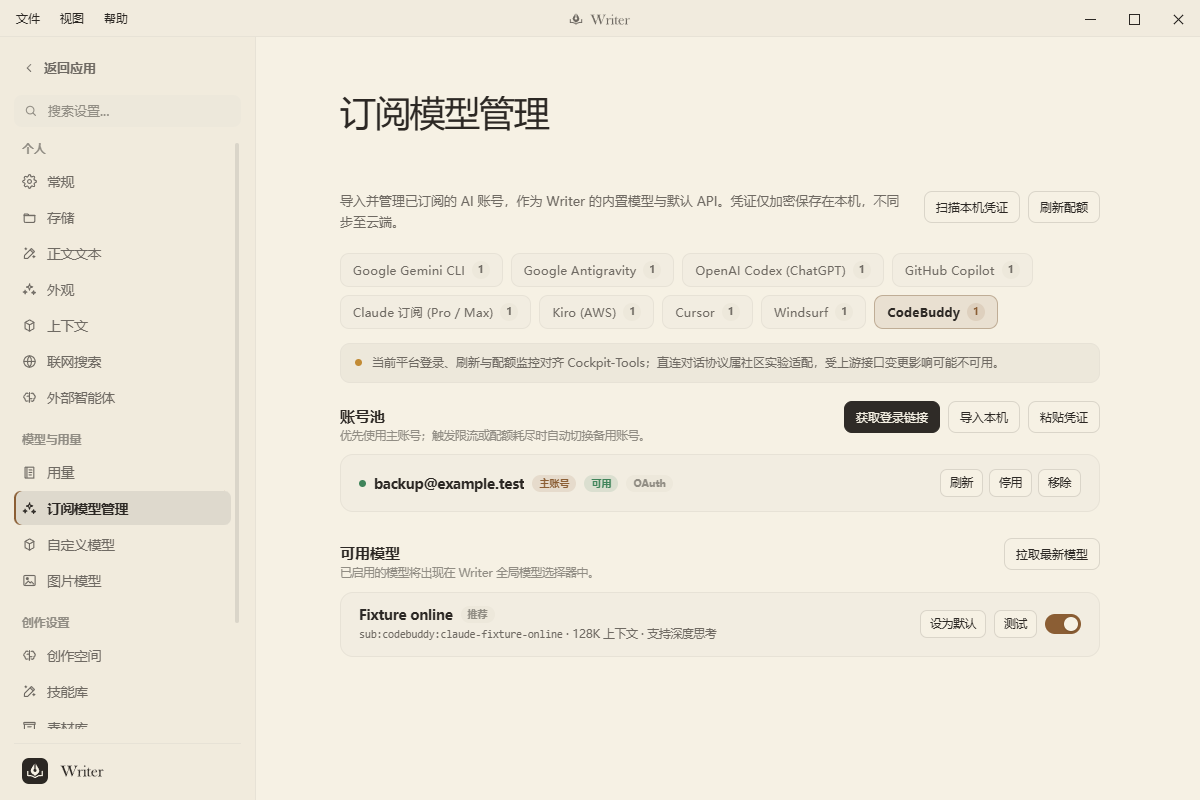 文件 视图 帮助
Writer
返回应用
搜索设置...
个人
常规
存储
正文文本
外观
上下文
联网搜索
外部智能体
模型与用量
用量
订阅模型管理
自定义模型
图片模型
创作设置
创作空间
技能库
素材库
Writer
订阅模型管理
导入并管理已订阅的 AI 账号，作为 Writer 的内置模型与默认 API。凭证仅加密保存在本机，不同
步至云端。
扫描本机凭证 刷新配额
Google Gemini CLI 1 Google Antigravity 1 OpenAI Codex (ChatGPT) 1 GitHub Copilot 1
Claude 订阅 (Pro / Max) 1 Kiro (AWS) 1 Cursor 1 Windsurf 1 CodeBuddy 1
当前平台登录、刷新与配额监控对齐 Cockpit-Tools；直连对话协议属社区实验适配，受上游接口变更影响可能不可用。
账号池
优先使用主账号；触发限流或配额耗尽时自动切换备用账号。
获取登录链接 导入本机 粘贴凭证
backup@example.test 主账号 可用 OAuth 刷新 停用 移除
可用模型
已启用的模型将出现在 Writer 全局模型选择器中。
拉取最新模型
Fixture online 推荐
sub:codebuddy:claude-fixture-online · 128K 上下文 · 支持深度思考
设为默认 测试